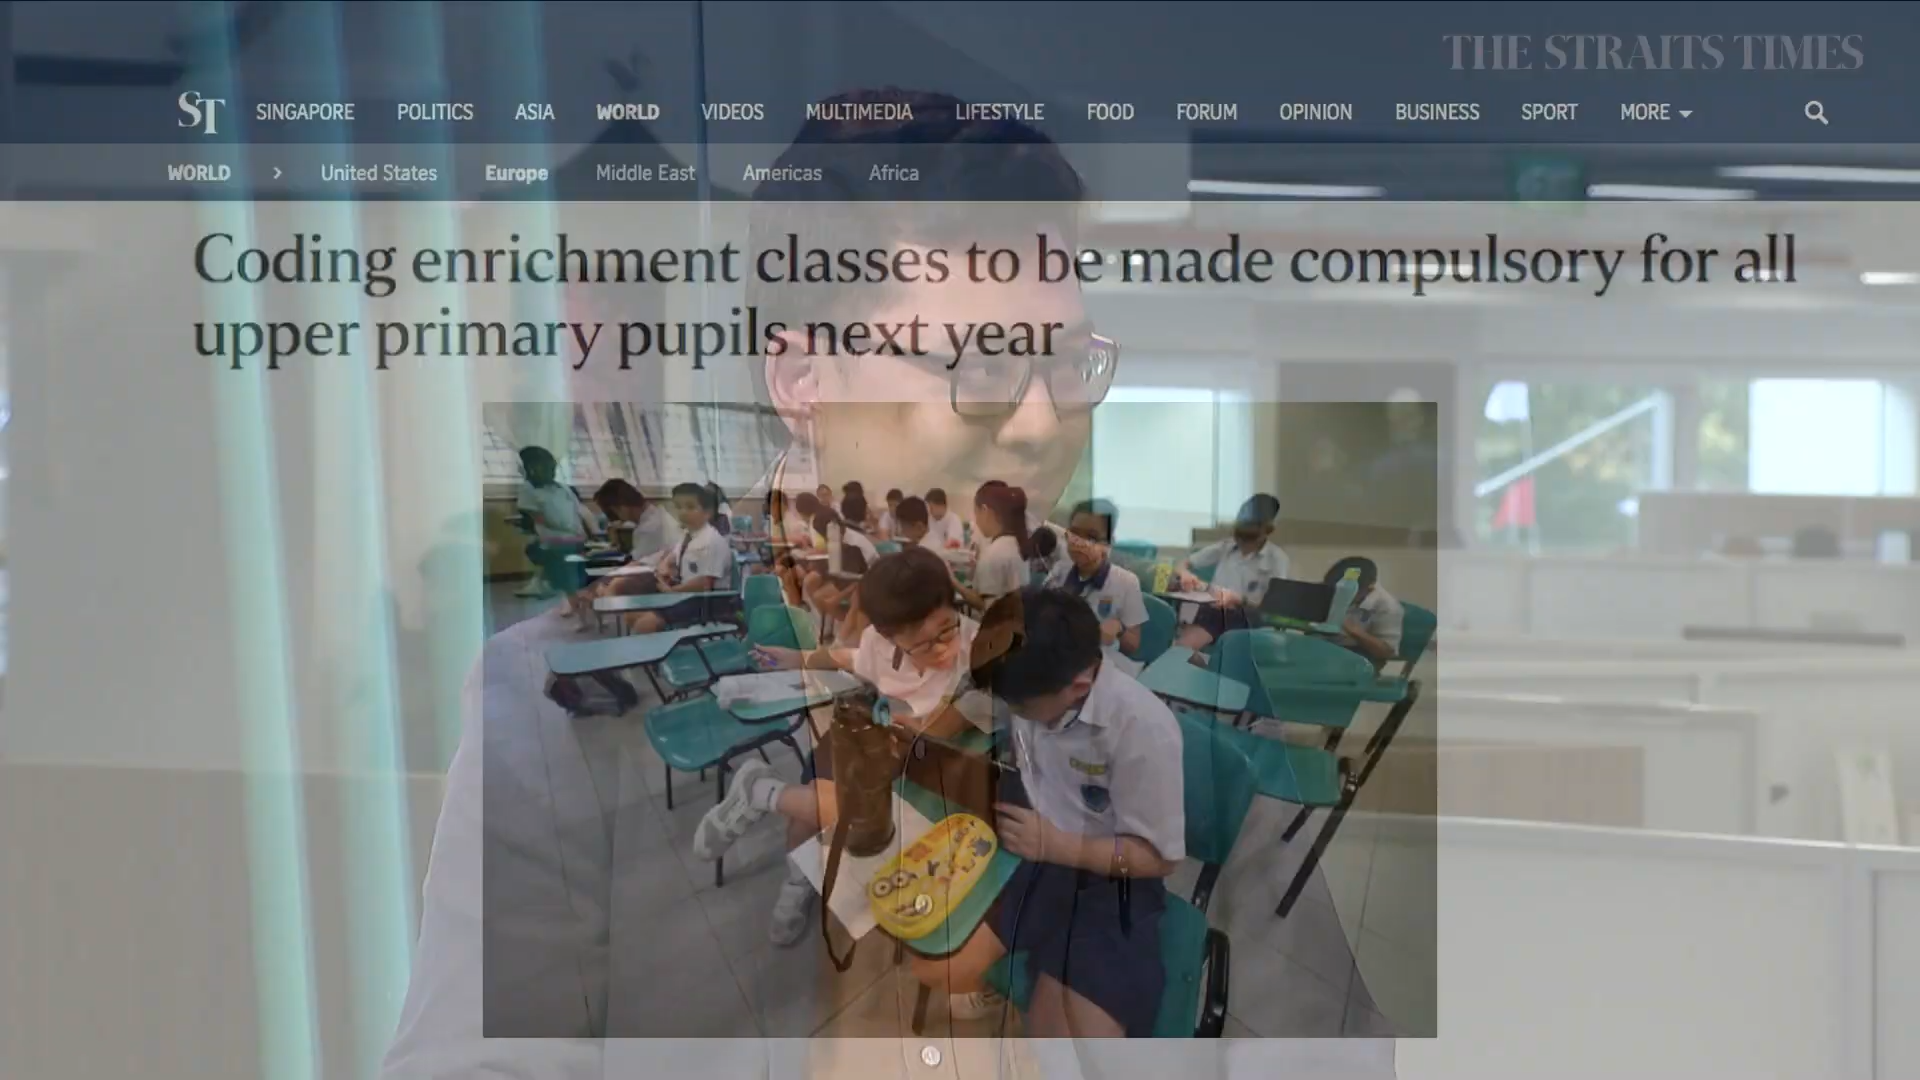 THE STRAITS TIMES
ST SINGAPORE POLITICS ASIA WORLD VIDEOS MULTIMEDIA LIFESTYLE FOOD FORUM OPINION BUSINESS SPORT MORE
WORLD > United States Europe Middle East Americas Africa
Coding enrichment classes to be made compulsory for all
upper primary pupils next year